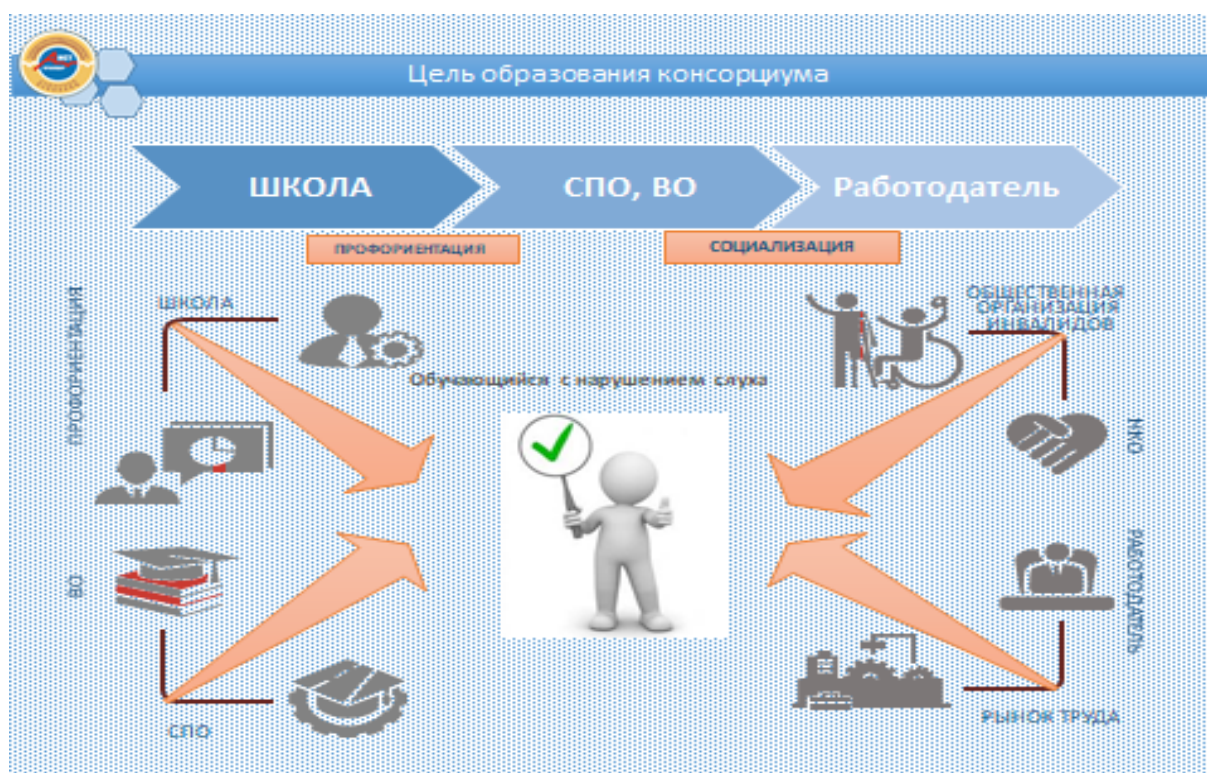 Цель образования консорциума
ШКОЛА
СПО, ВО
Работодатель
ПРОФОРИЕНТАЦИЯ
СОЦИАЛИЗАЦИЯ
ПРОФОРИЕНТАЦИЯ
ШКОЛА
ОБЩЕСТВЕННАЯ
ОРГАНИЗАЦИЯ
ИНВАЛИДОВ
Обучающийся с нарушением слуха
НКО
ВО
РАБОТОДАТЕЛЬ
СПО
РЫНОК ТРУДА